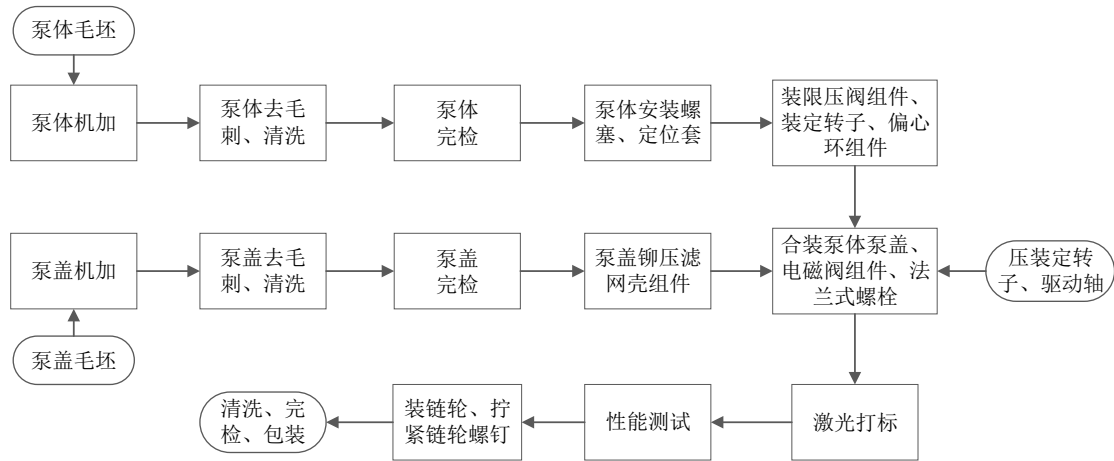 泵体毛坯
泵体机加
泵体去毛
刺、清洗
泵体
完检
泵体安装螺
塞、定位套
装限压阀组件、
装定转子、偏心
环组件
泵盖机加
泵盖去毛
刺、清洗
泵盖
完检
泵盖铆压滤
网壳组件
合装泵体泵盖、
电磁阀组件、法
兰式螺栓
压装定转
子、驱动轴
泵盖毛坯
清洗、完
检、包装
装链轮、拧
紧链轮螺钉
性能测试
激光打标